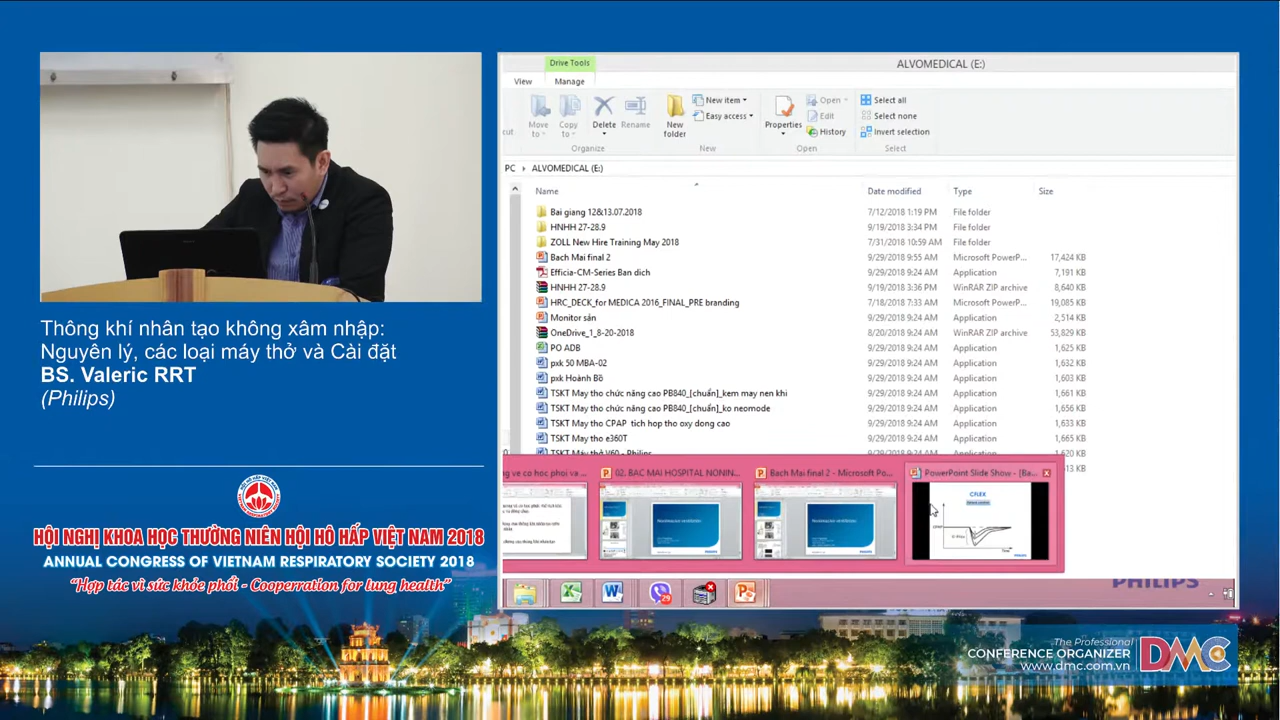 Drive Tools
ALVOMEDICAL (E:)
View
Manage
Move to
Copy to
Delete
Rename
New folder
New item
Easy access
Properties
Open
Edit
History
Select all
Select none
Invert selection
Organize
New
Open
Select
PC ALVOMEDICAL (E:)
Name Date modified Type Size
Bai giang 12&13.07.2018 7/12/2018 1:19 PM File folder
HNHH 27-28.9 9/19/2018 3:34 PM File folder
ZOLL New Hire Training May 2018 7/31/2018 10:59 AM File folder
Bach Mai final 2 9/29/2018 9:55 AM Microsoft PowerP... 17,424 KB
Efficia-CM-Series Ban dich 9/29/2018 9:24 AM Application 7,191 KB
HNHH 27-28.9 9/19/2018 3:36 PM WinRAR ZIP archive 8,640 KB
HRC_DECK_for MEDICA 2016_FINAL_PRE branding 7/18/2018 7:33 AM Microsoft PowerP... 19,085 KB
Monitor sản 9/29/2018 9:24 AM Application 2,514 KB
OneDrive_1_8-20-2018 8/20/2018 9:24 AM WinRAR ZIP archive 53,829 KB
PO ADB 9/29/2018 9:24 AM Application 1,625 KB
pxk 50 MBA-02 9/29/2018 9:24 AM Application 1,632 KB
pxk Hoành Bồ 9/29/2018 9:24 AM Application 1,603 KB
TSKT May tho chức năng cao PB840_[chuẩn]_kem may nen khi 9/29/2018 9:24 AM Application 1,661 KB
TSKT May tho chức năng cao PB840_[chuẩn]_ko neomode 9/29/2018 9:24 AM Application 1,656 KB
TSKT May tho CPAP tich hop tho oxy dong cao 9/29/2018 9:24 AM Application 1,633 KB
TSKT May tho e360T 9/29/2018 9:24 AM Application 1,665 KB
TSKT Máy thở V60 - Philips 9/29/2018 9:24 AM Application 1,620 KB
02. BAC MAI HOSPITAL NONIN...
Bach Mai final 2 - Microsoft Po...
PowerPoint Slide Show - [Ba...
CFLEX
PHILIPS
Thông khí nhân tạo không xâm nhập:
Nguyên lý, các loại máy thở và Cài đặt
BS. Valeric RRT
(Philips)
HỘI NGHỊ KHOA HỌC THƯỜNG NIÊN HỘI HÔ HẤP VIỆT NAM 2018
ANNUAL CONGRESS OF VIETNAM RESPIRATORY SOCIETY 2018
"Hợp tác vì sức khỏe phổi - Cooperration for lung health"
The Professional
CONFERENCE ORGANIZER
www.dmc.com.vn
DMC